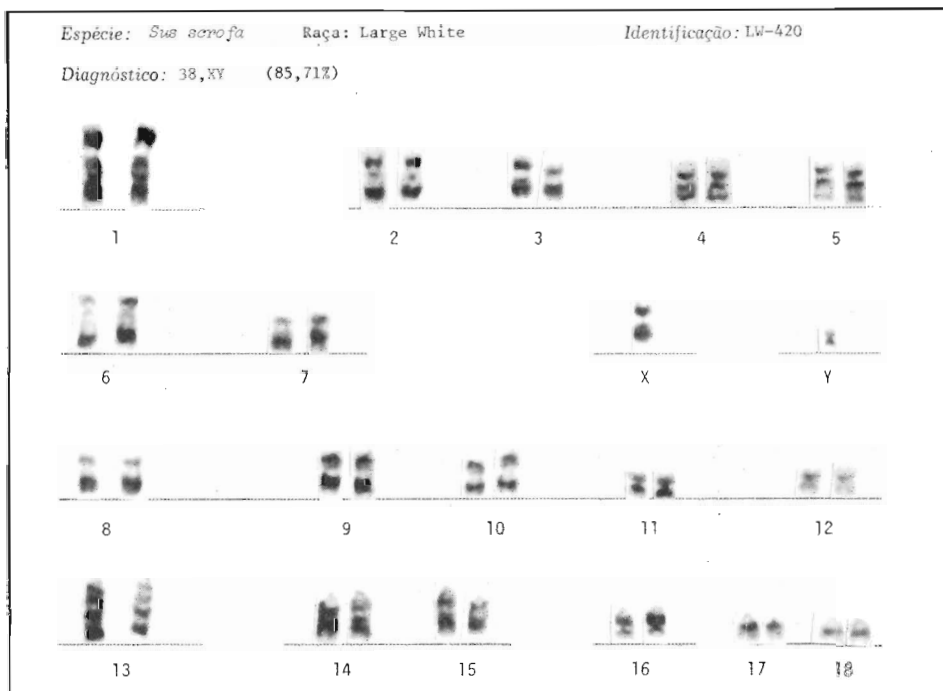 Espécie: Sus scrofa Raça: Large White Identificação: LW-420
Diagnóstico: 38,XY (85,71%)
1 2 3 4 5
6 7 X Y
8 9 10 11 12
13 14 15 16 17 18